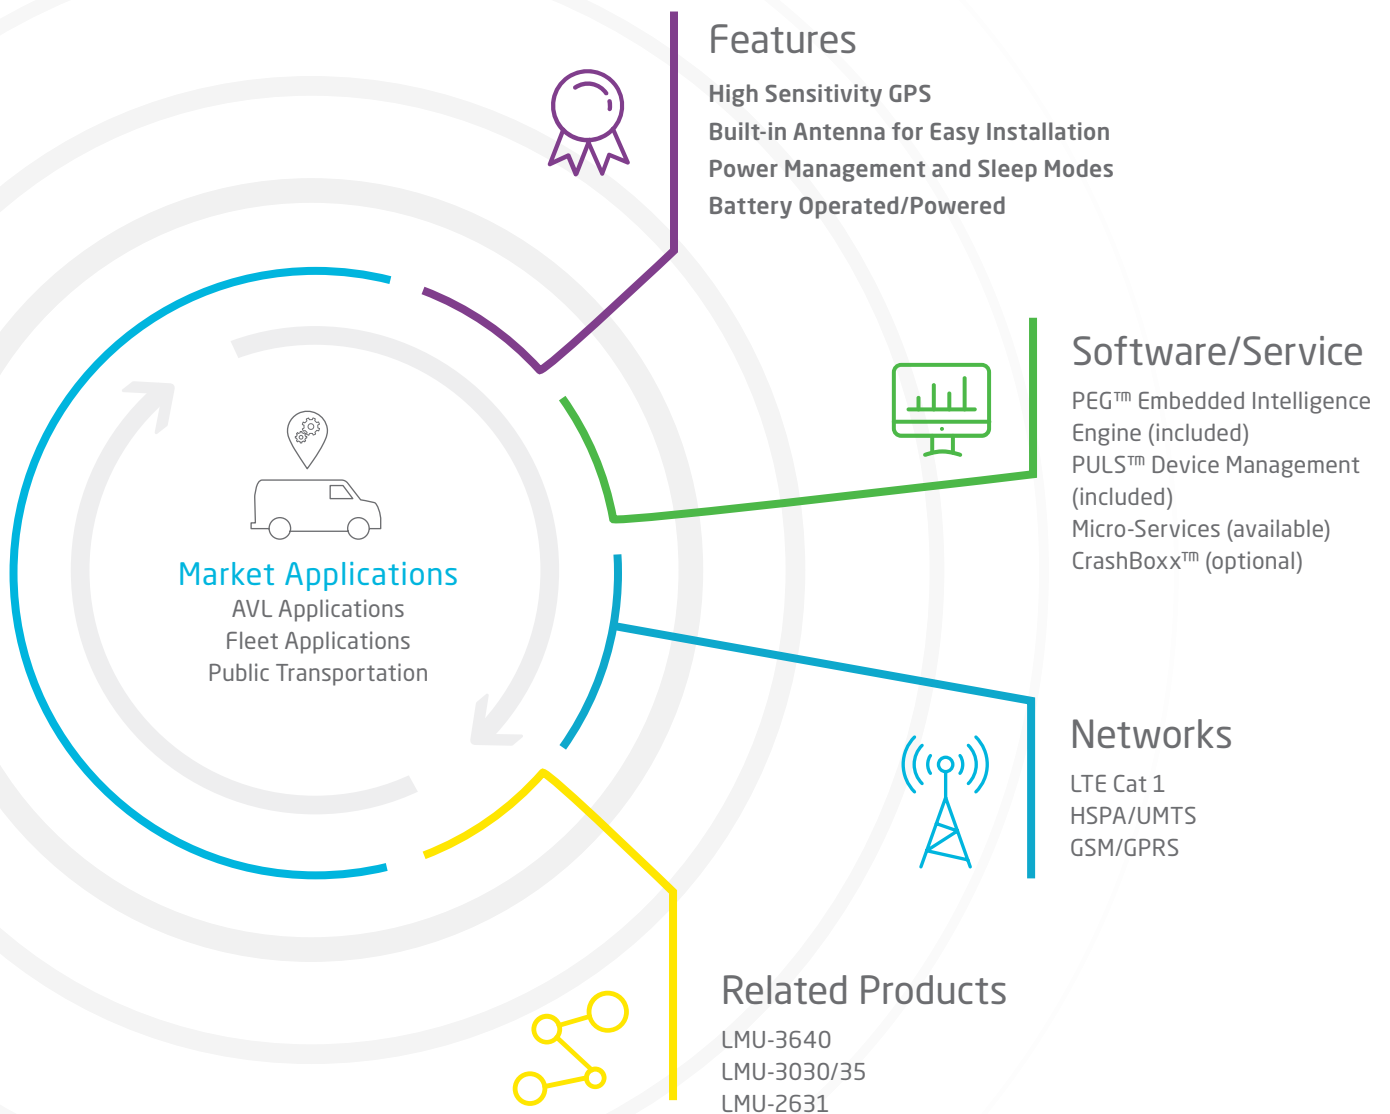 Features
High Sensitivity GPS
Built-in Antenna for Easy Installation
Power Management and Sleep Modes
Battery Operated/Powered
Software/Service
PEG™ Embedded Intelligence
Engine (included)
PULS™ Device Management
(included)
Micro-Services (available)
CrashBoxx™ (optional)
Market Applications
AVL Applications
Fleet Applications
Public Transportation
Networks
LTE Cat 1
HSPA/UMTS
GSM/GPRS
Related Products
LMU-3640
LMU-3030/35
LMU-2631